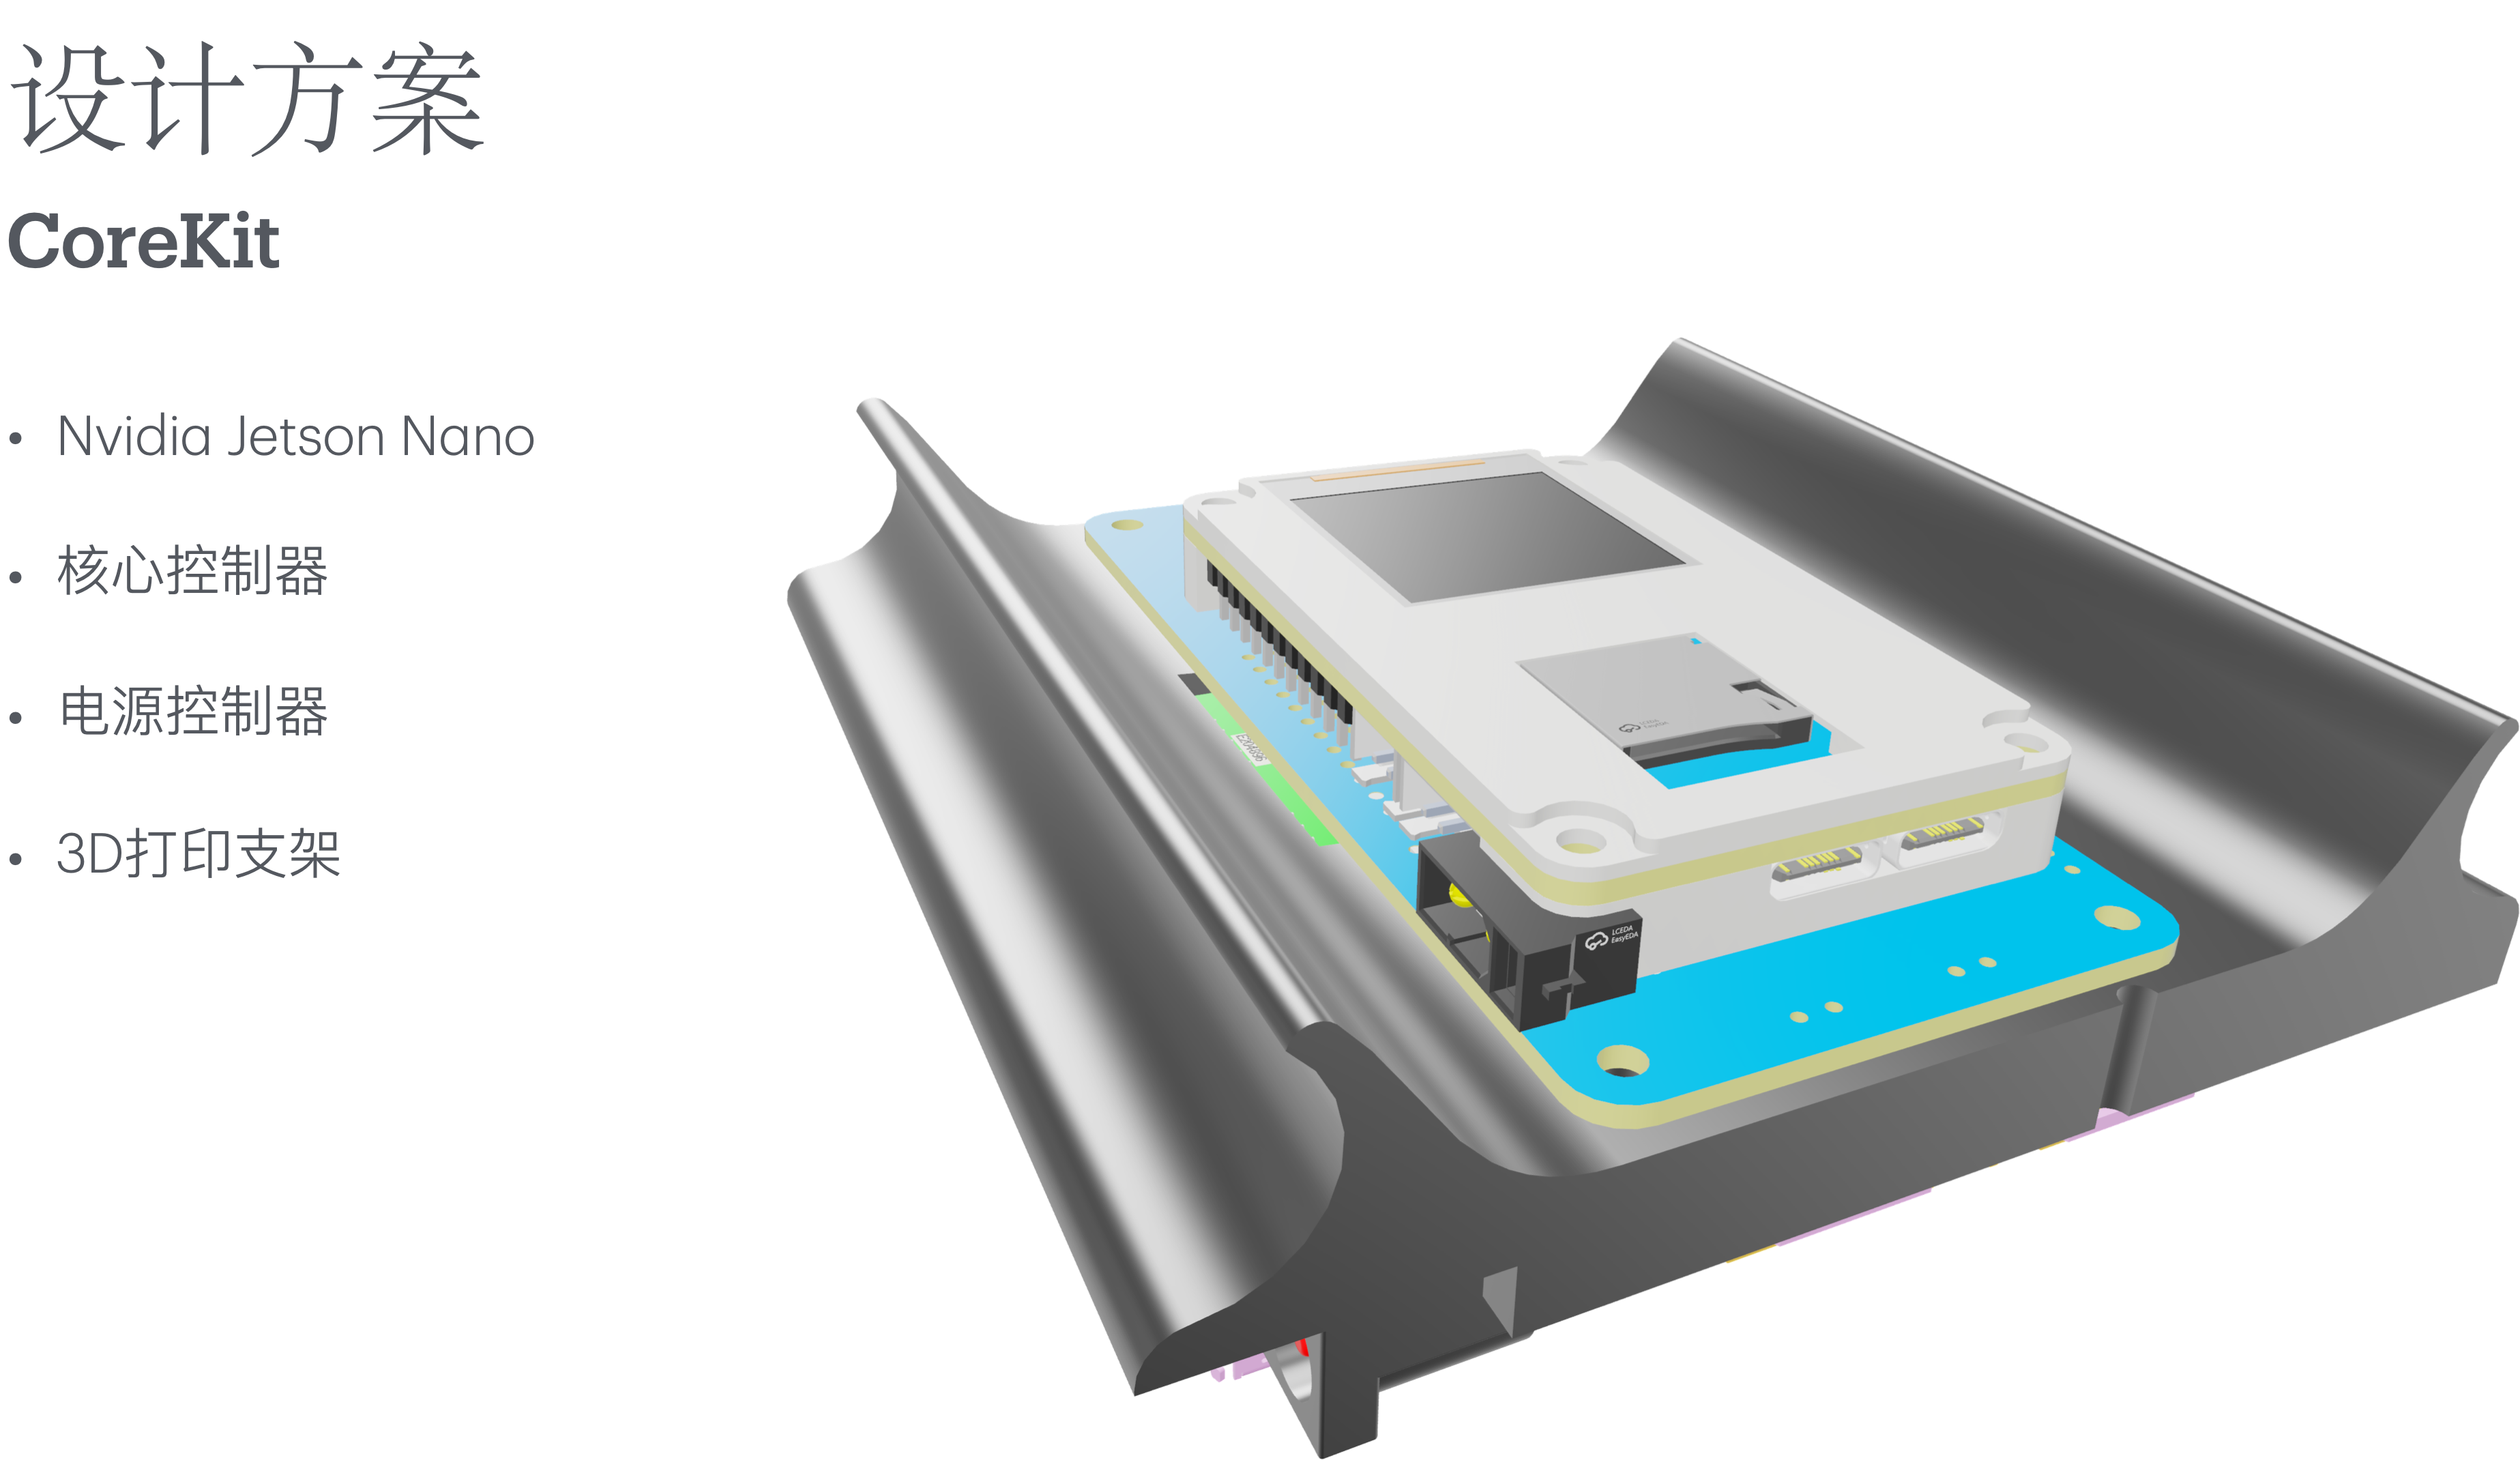 设计方案
CoreKit
• Nvidia Jetson Nano
• 核心控制器
• 电源控制器
• 3D打印支架
LCEDA
EasyEDA